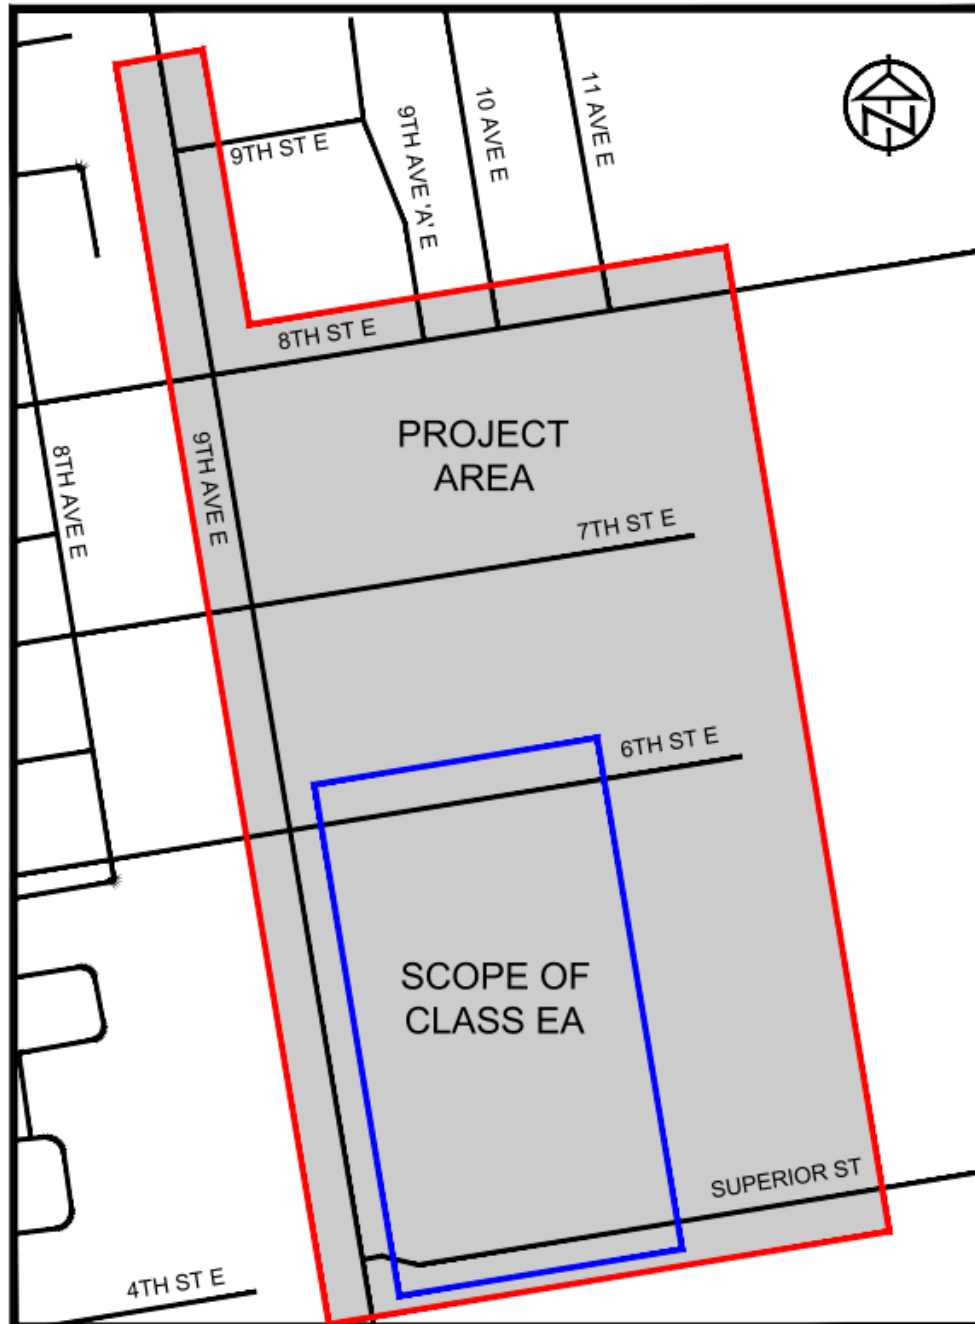 9TH ST E
9TH AVE 'A' E
10 AVE E
11 AVE E
8TH ST E
PROJECT
AREA
8TH AVE E
9TH AVE E
7TH ST E
6TH ST E
SCOPE OF
CLASS EA
SUPERIOR ST
4TH ST E